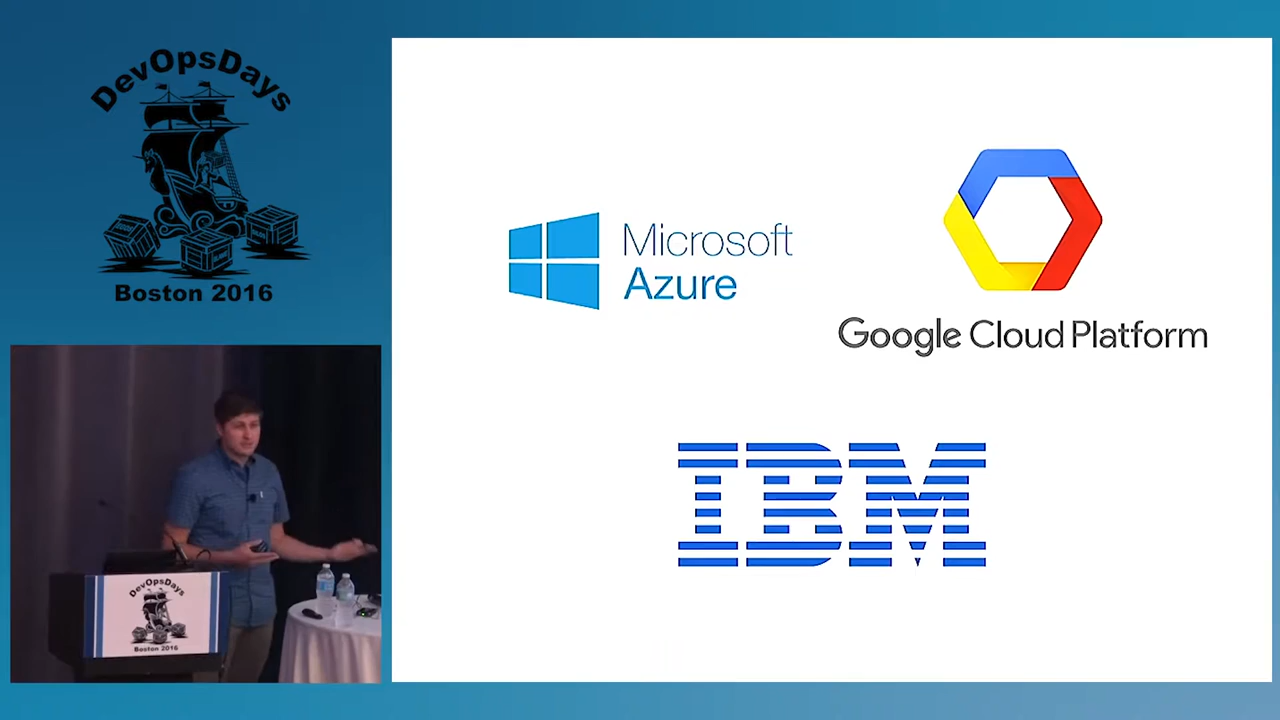 DevOpsDays
Boston 2016
Microsoft
Azure
Google Cloud Platform
IBM
DevOpsDays
Boston 2016